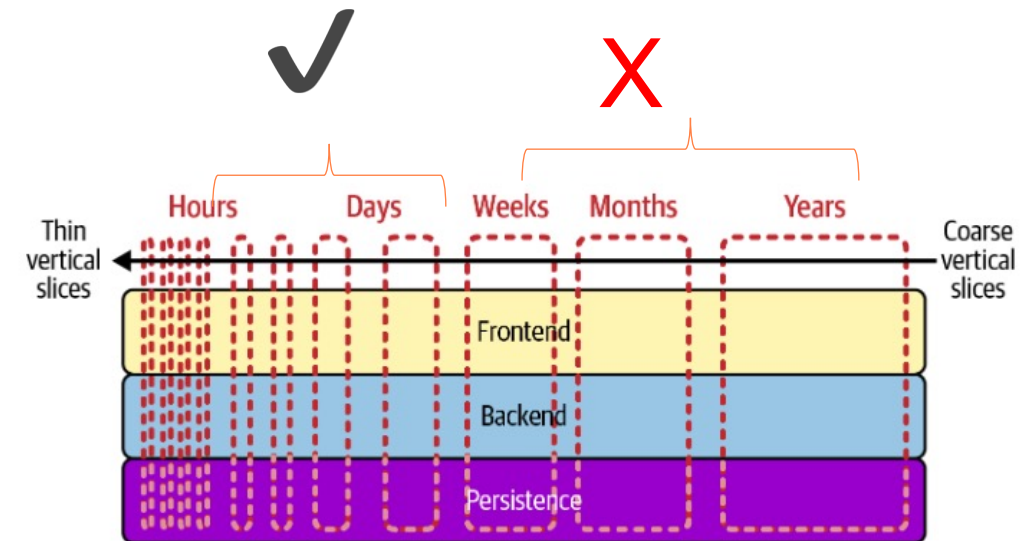 X
Hours Days Weeks Months Years
Thin
vertical
slices
Coarse
vertical
slices
Frontend
Backend
Persistence